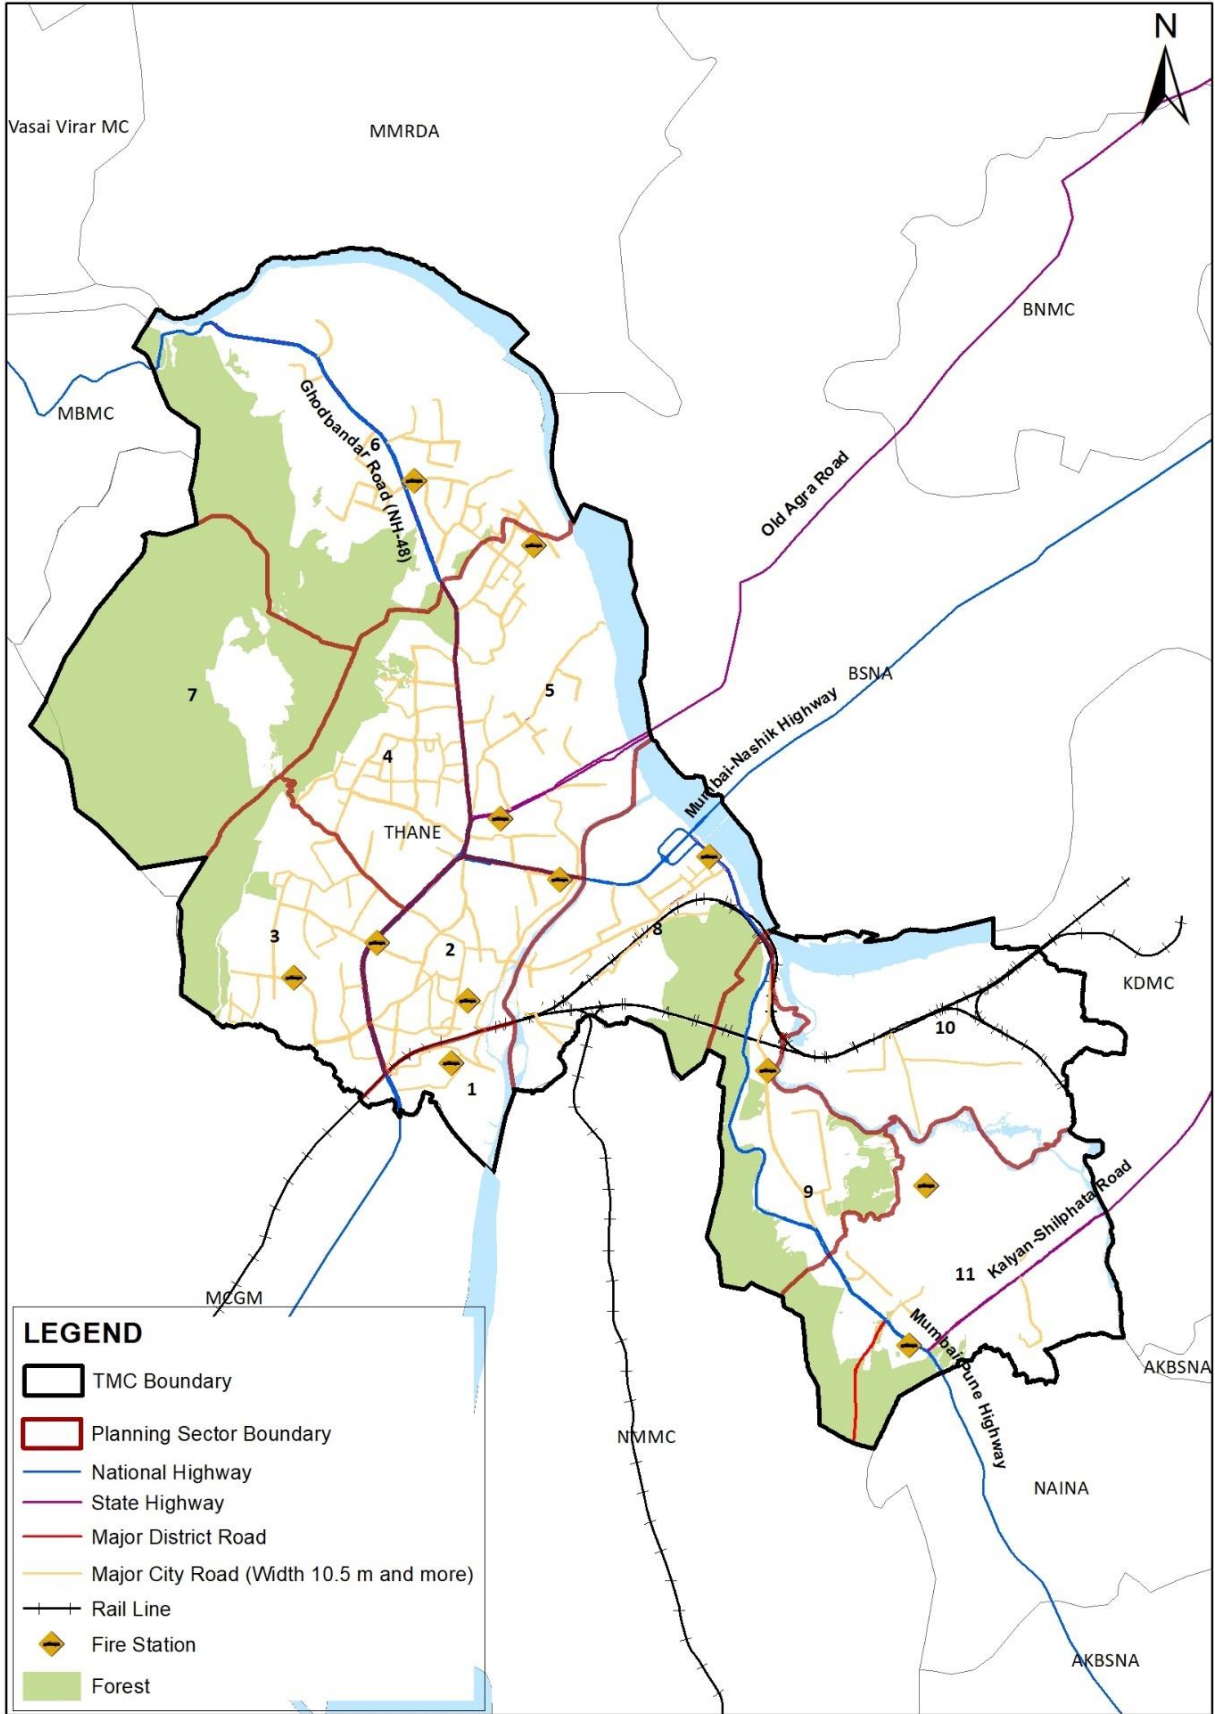 N
Vasai Virar MC
MMRDA
BNMC
MBMC
Ghodbandar Road (NH-48)
6
Old Agra Road
BSNA
7
5
Mumbai-Nashik Highway
4
THANE
3
2
8
KDMC
10
1
9
Kalyan-Shilphata Road
11
MCGM
Mumbai-Pune Highway
AKBSNA
NMMC
NAINA
AKBSNA
LEGEND
TMC Boundary
Planning Sector Boundary
National Highway
State Highway
Major District Road
Major City Road (Width 10.5 m and more)
Rail Line
Fire Station
Forest